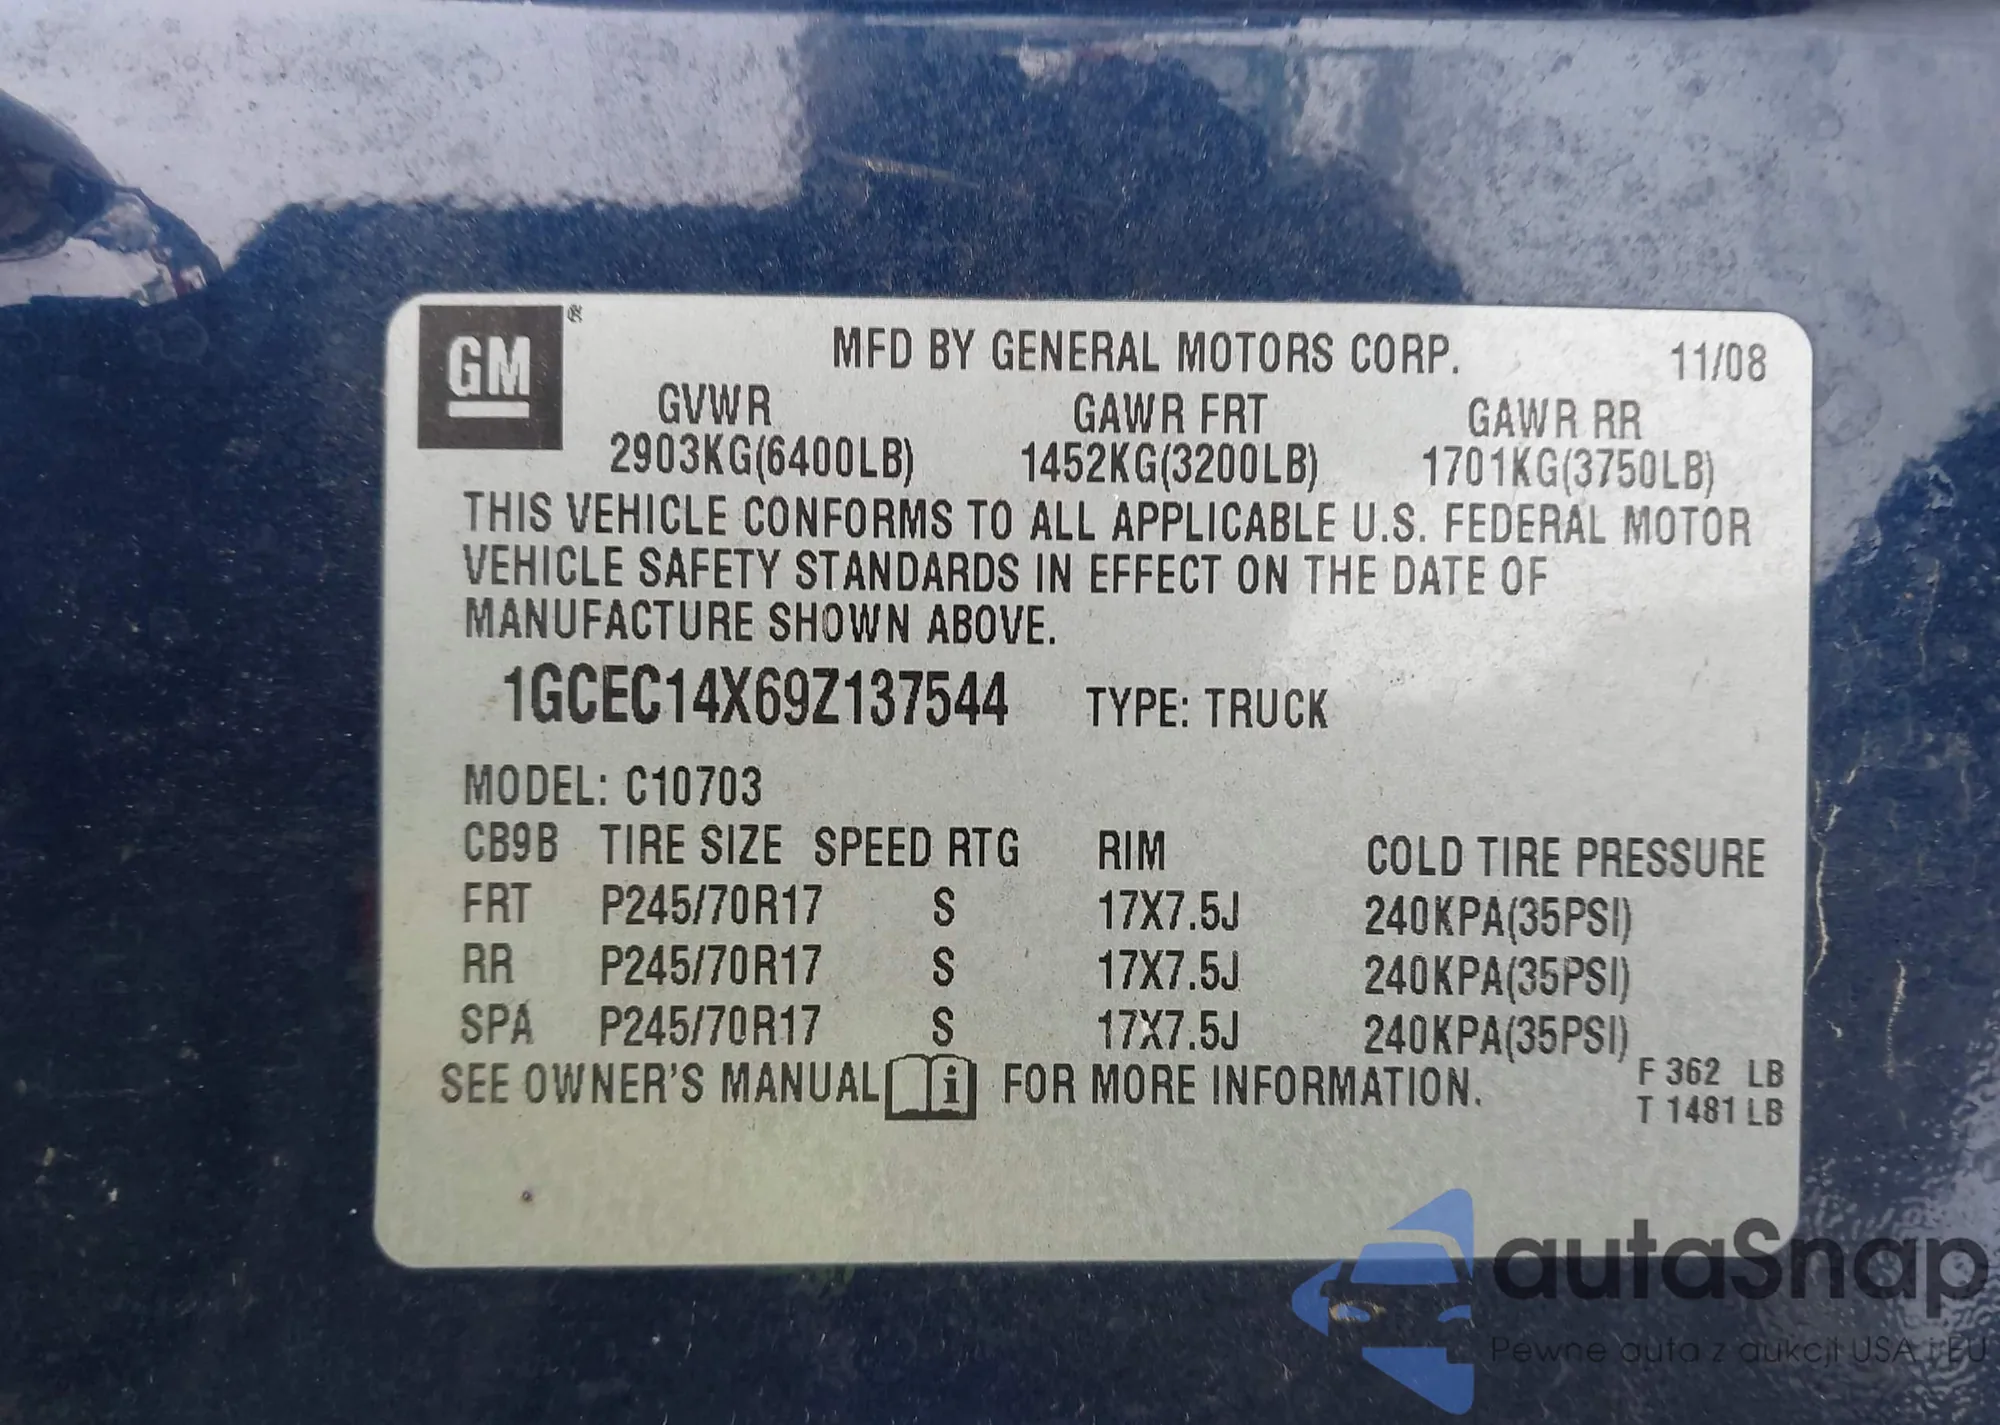 GM ®
MFD BY GENERAL MOTORS CORP. 11/08
GVWR GAWR FRT GAWR RR
2903KG(6400LB) 1452KG(3200LB) 1701KG(3750LB)
THIS VEHICLE CONFORMS TO ALL APPLICABLE U.S. FEDERAL MOTOR
VEHICLE SAFETY STANDARDS IN EFFECT ON THE DATE OF
MANUFACTURE SHOWN ABOVE.
1GCEC14X69Z137544 TYPE: TRUCK
MODEL: C10703
CB9B TIRE SIZE SPEED RTG RIM COLD TIRE PRESSURE
FRT P245/70R17 S 17X7.5J 240KPA(35PSI)
RR P245/70R17 S 17X7.5J 240KPA(35PSI)
SPA P245/70R17 S 17X7.5J 240KPA(35PSI)
SEE OWNER'S MANUAL i FOR MORE INFORMATION.
F 362 LB
T 1481 LB
autaSnap
Pewne auta z aukcji USA i EU